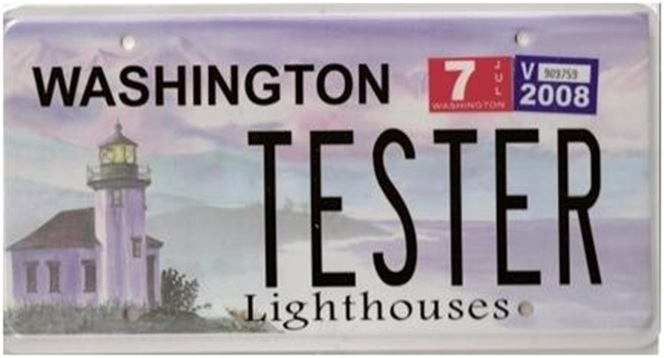 WASHINGTON
7 JUL
WASHINGTON
V 909759
2008
TESTER
Lighthouses